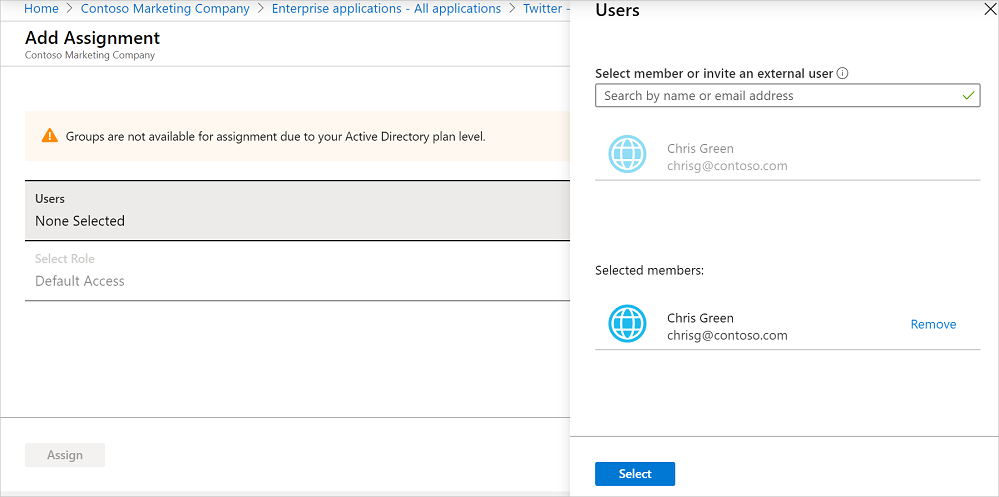 Home > Contoso Marketing Company > Enterprise applications - All applications > Twitter -
Add Assignment
Contoso Marketing Company
Groups are not available for assignment due to your Active Directory plan level.
Users
None Selected
Select Role
Default Access
Assign
Users
Select member or invite an external user
Search by name or email address
Chris Green
chrisg@contoso.com
Selected members:
Chris Green
chrisg@contoso.com
Remove
Select